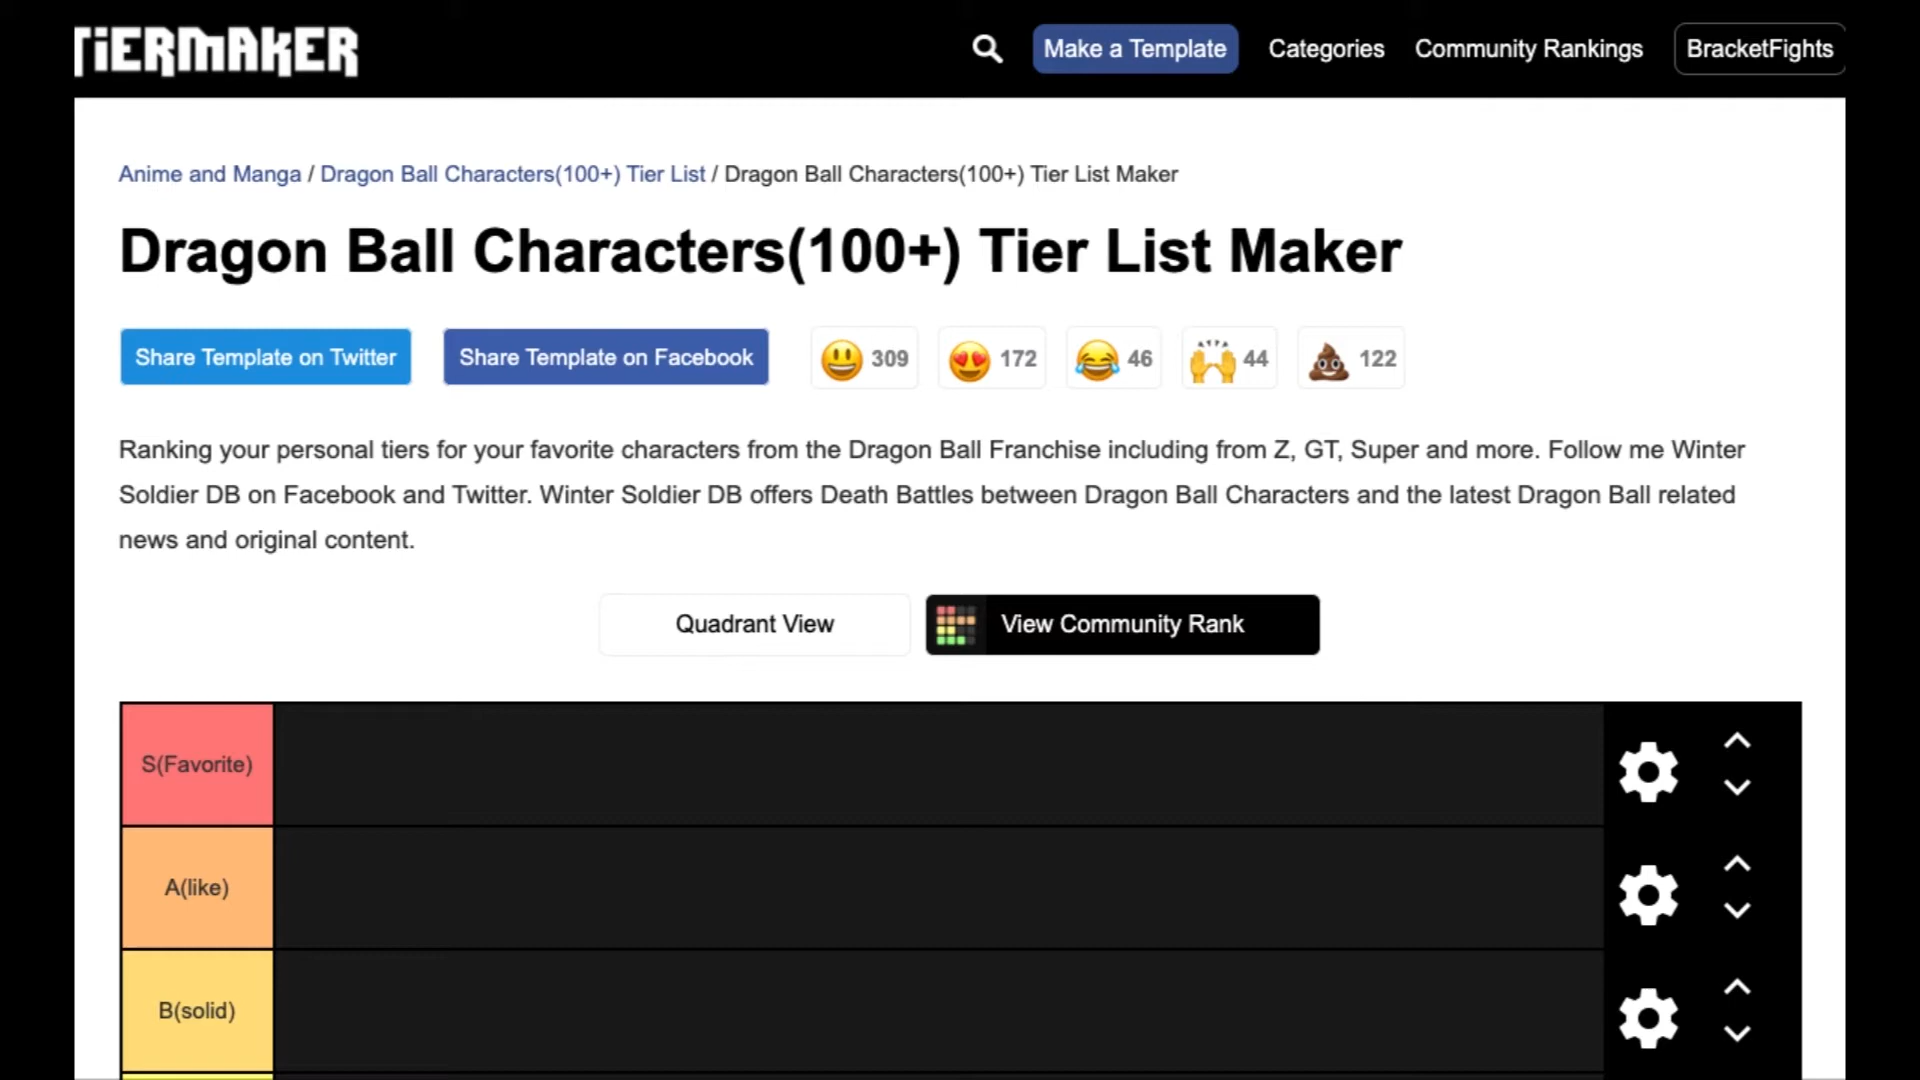 TiERMAKER
Make a Template
Categories
Community Rankings
BracketFights
Anime and Manga / Dragon Ball Characters(100+) Tier List / Dragon Ball Characters(100+) Tier List Maker
Dragon Ball Characters(100+) Tier List Maker
Share Template on Twitter
Share Template on Facebook
309
172
46
44
122
Ranking your personal tiers for your favorite characters from the Dragon Ball Franchise including from Z, GT, Super and more. Follow me Winter
Soldier DB on Facebook and Twitter. Winter Soldier DB offers Death Battles between Dragon Ball Characters and the latest Dragon Ball related
news and original content.
Quadrant View
View Community Rank
S(Favorite)
A(like)
B(solid)